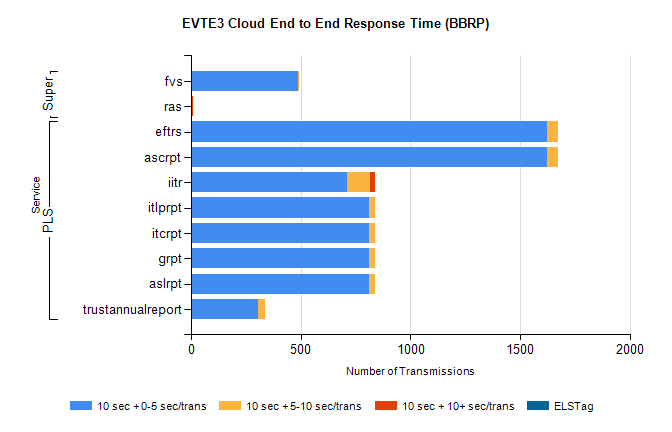 EVTE3 Cloud End to End Response Time (BBRP)
Super
fvs
ras
Service
PLS
eftrs
ascrpt
iitr
itlprpt
itcrpt
grpt
aslrpt
trustannualreport
0 500 1000 1500 2000
Number of Transmissions
10 sec +0-5 sec/trans 10 sec +5-10 sec/trans 10 sec + 10+ sec/trans ELSTag